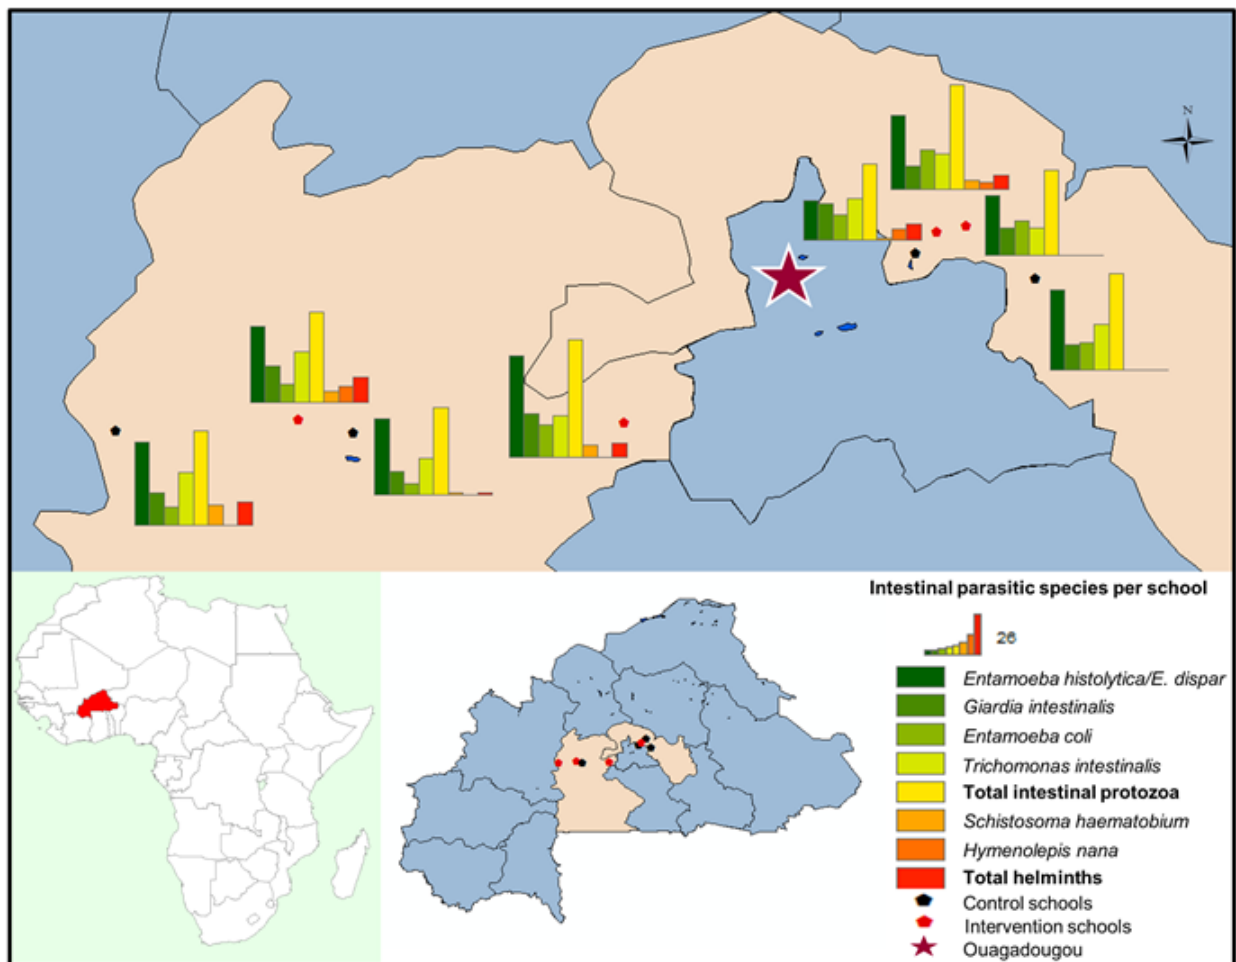 N
Intestinal parasitic species per school
26
Entamoeba histolytica/E. dispar
Giardia intestinalis
Entamoeba coli
Trichomonas intestinalis
Total intestinal protozoa
Schistosoma haematobium
Hymenolepis nana
Total helminths
Control schools
Intervention schools
Ouagadougou